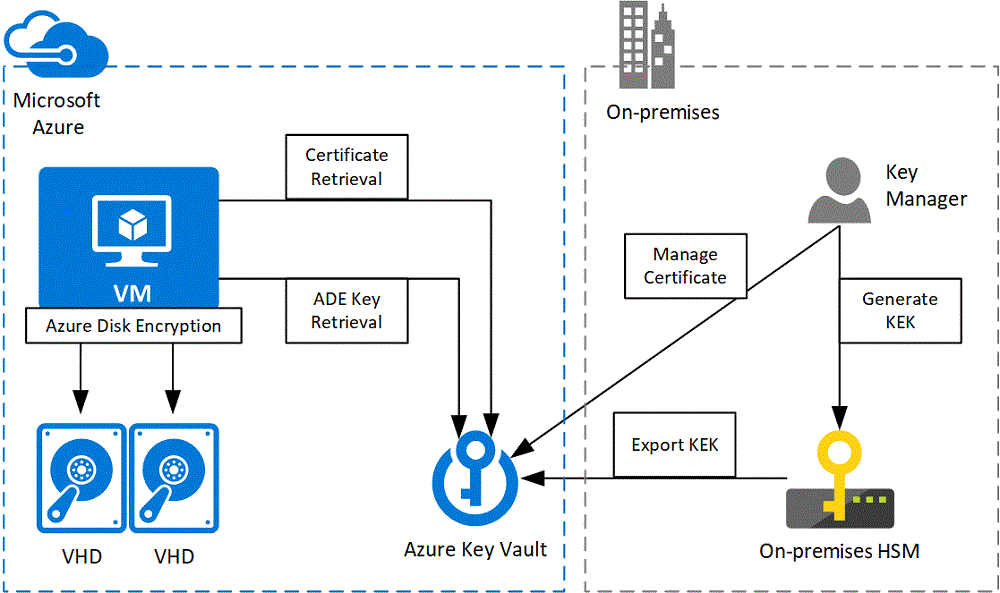 Microsoft
Azure
On-premises
Certificate
Retrieval
Key
Manager
Manage
Certificate
VM
ADE Key
Retrieval
Generate
KEK
Azure Disk Encryption
Export KEK
VHD
VHD
Azure Key Vault
On-premises HSM